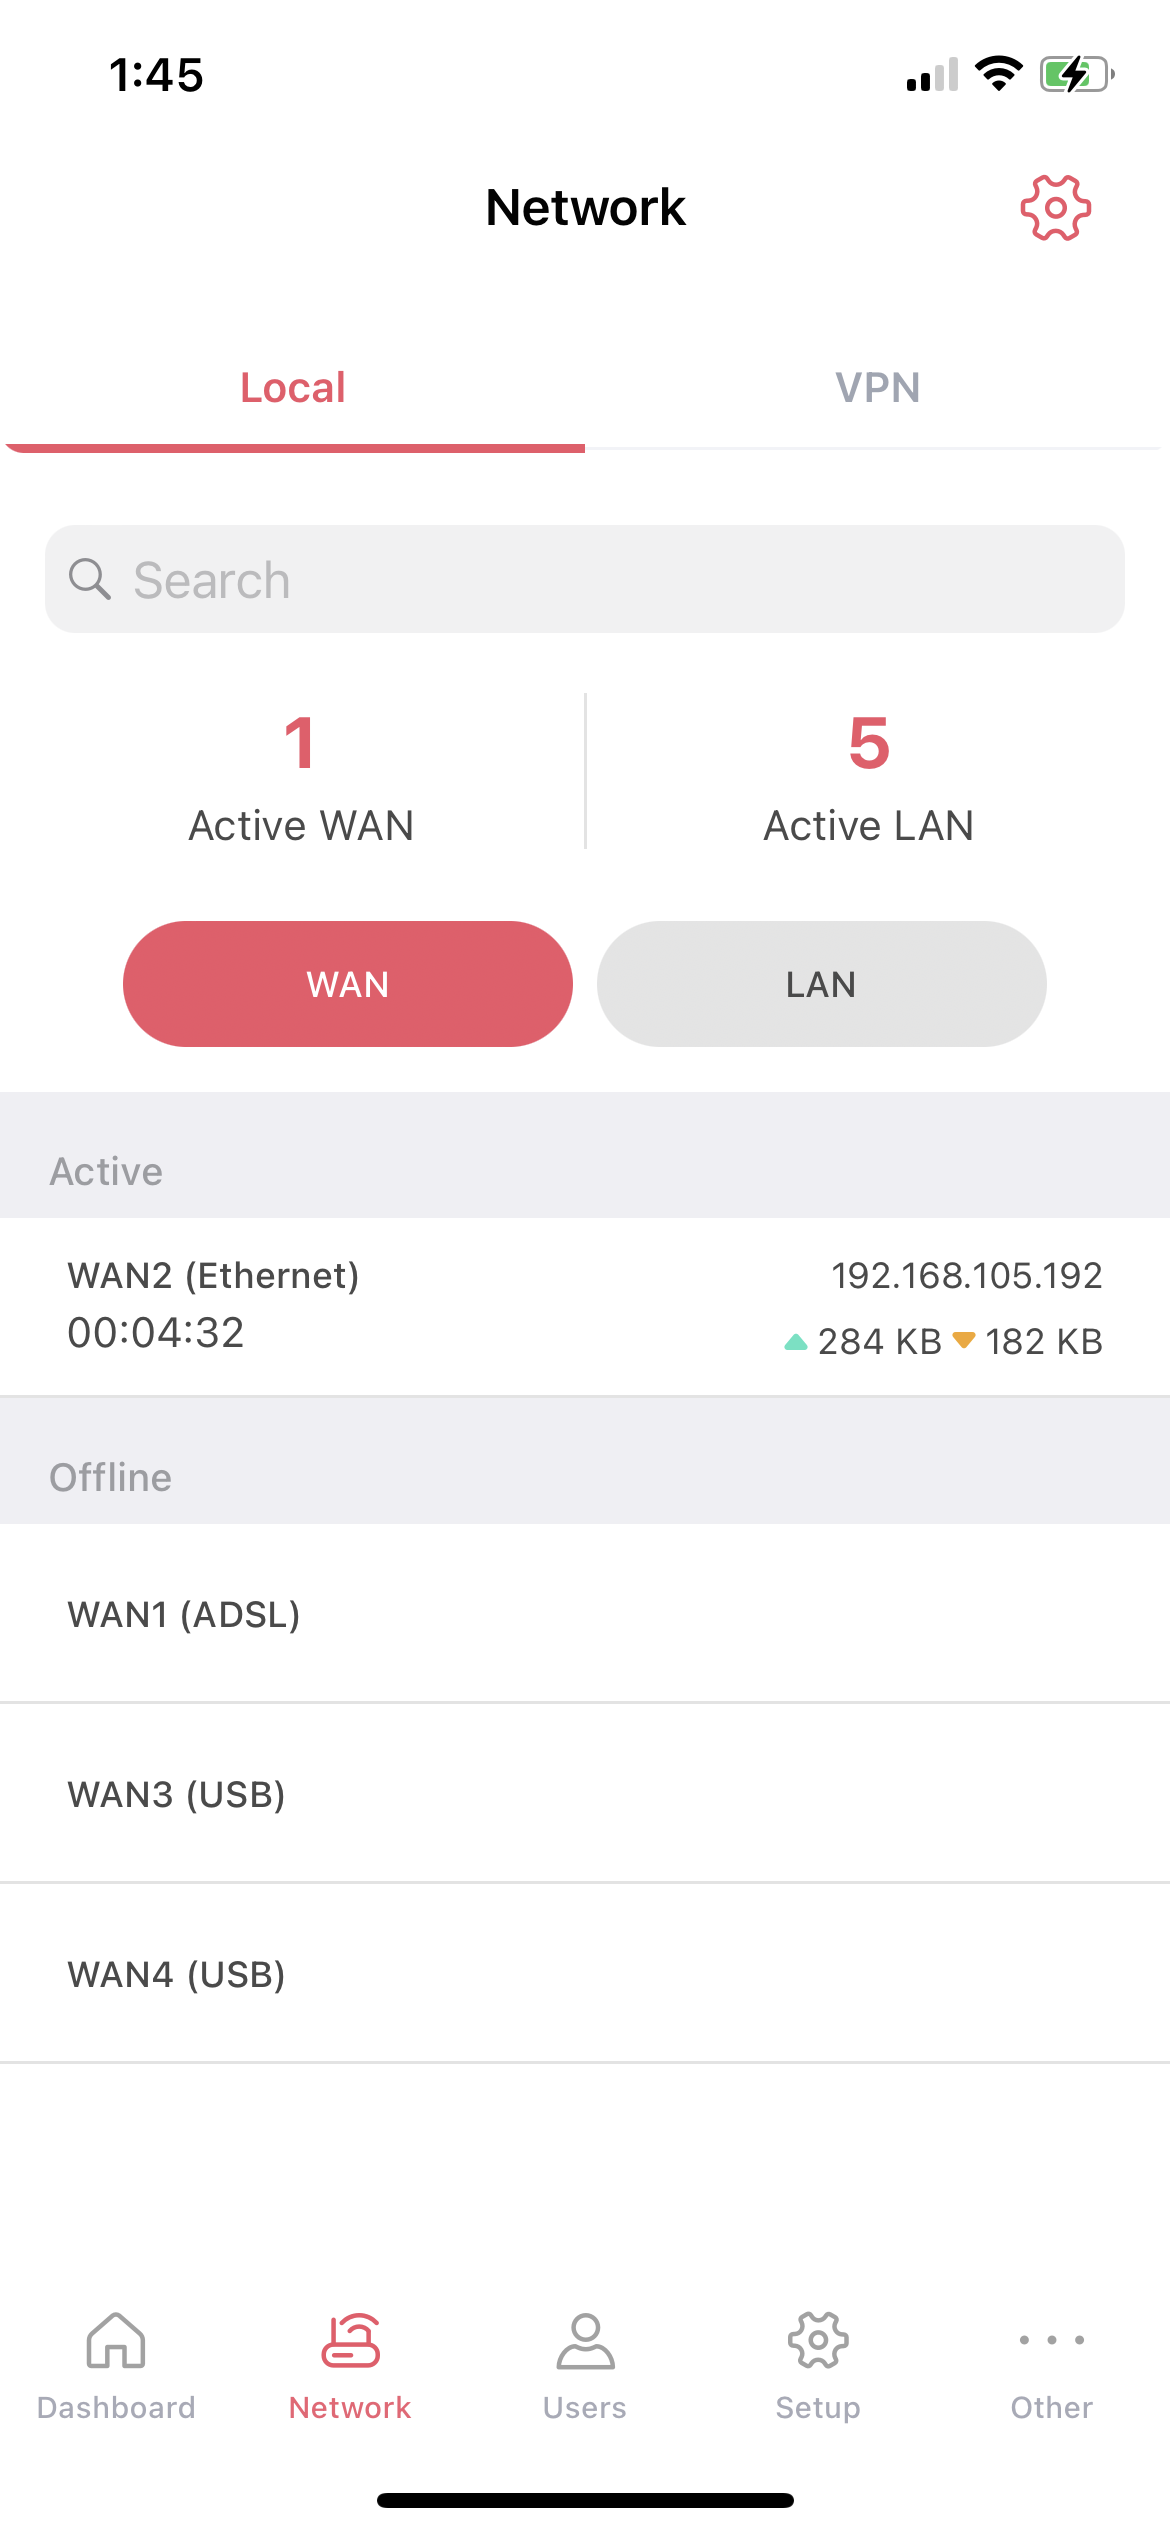 1:45
Network
Local VPN
Search
1 5
Active WAN Active LAN
WAN LAN
Active
WAN2 (Ethernet) 192.168.105.192
00:04:32 284 KB 182 KB
Offline
WAN1 (ADSL)
WAN3 (USB)
WAN4 (USB)
Dashboard Network Users Setup Other